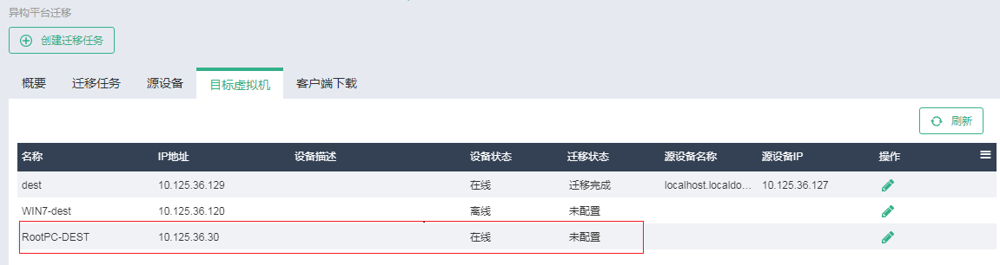 异构平台迁移
创建迁移任务
概要 迁移任务 源设备 目标虚拟机 客户端下载
刷新
名称 IP地址 设备描述 设备状态 迁移状态 源设备名称 源设备IP 操作
dest 10.125.36.129 在线 迁移完成 localhost.localdo... 10.125.36.127
WIN7-dest 10.125.36.120 离线 未配置
RootPC-DEST 10.125.36.30 在线 未配置